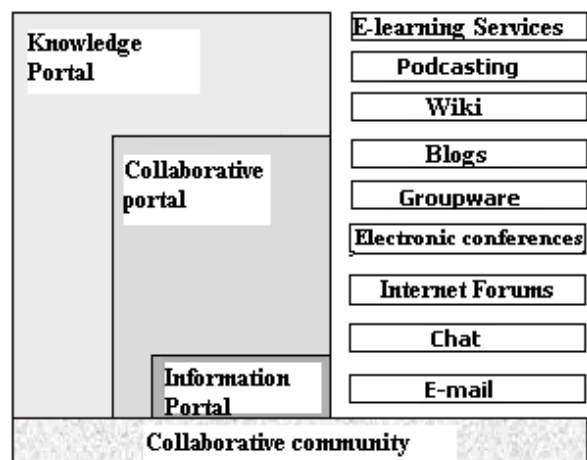 Knowledge
Portal
Collaborative
portal
Information
Portal
E-learning Services
Podcasting
Wiki
Blogs
Groupware
Electronic conferences
Internet Forums
Chat
E-mail
Collaborative community